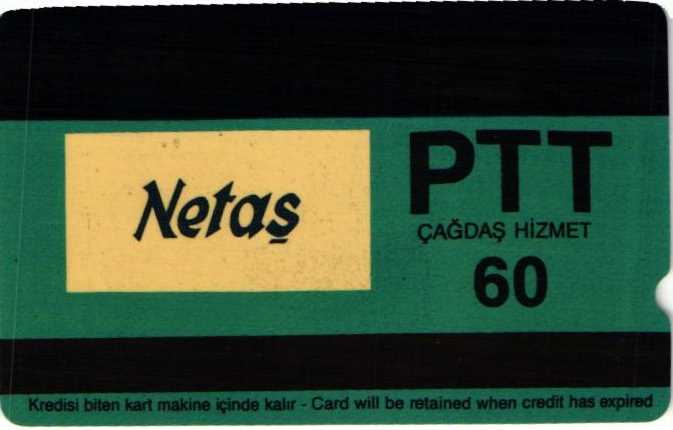 Netaş
PTT
ÇAĞDAŞ HİZMET
60
Kredisi biten kart makine içinde kalır - Card will be retained when credit has expired